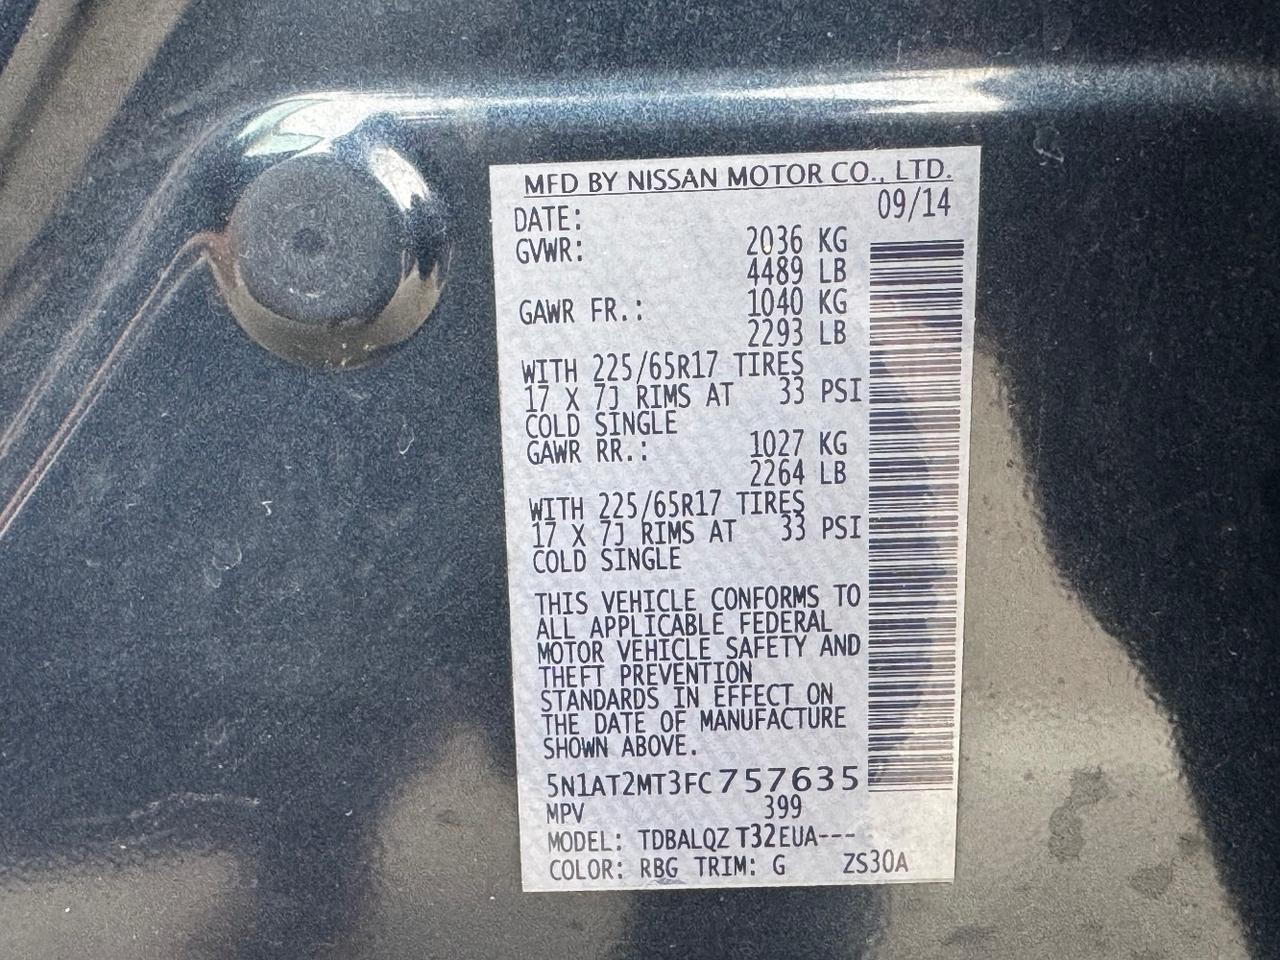 MFD BY NISSAN MOTOR CO., LTD.
DATE: 09/14
GVWR: 2036 KG
4489 LB
GAWR FR.: 1040 KG
2293 LB
WITH 225/65R17 TIRES
17 X 7J RIMS AT 33 PSI
COLD SINGLE
GAWR RR.: 1027 KG
2264 LB
WITH 225/65R17 TIRES
17 X 7J RIMS AT 33 PSI
COLD SINGLE
THIS VEHICLE CONFORMS TO
ALL APPLICABLE FEDERAL
MOTOR VEHICLE SAFETY AND
THEFT PREVENTION
STANDARDS IN EFFECT ON
THE DATE OF MANUFACTURE
SHOWN ABOVE.
5N1AT2MT3FC757635
MPV 399
MODEL: TDBALQZ T32EUA---
COLOR: RBG TRIM: G ZS30A